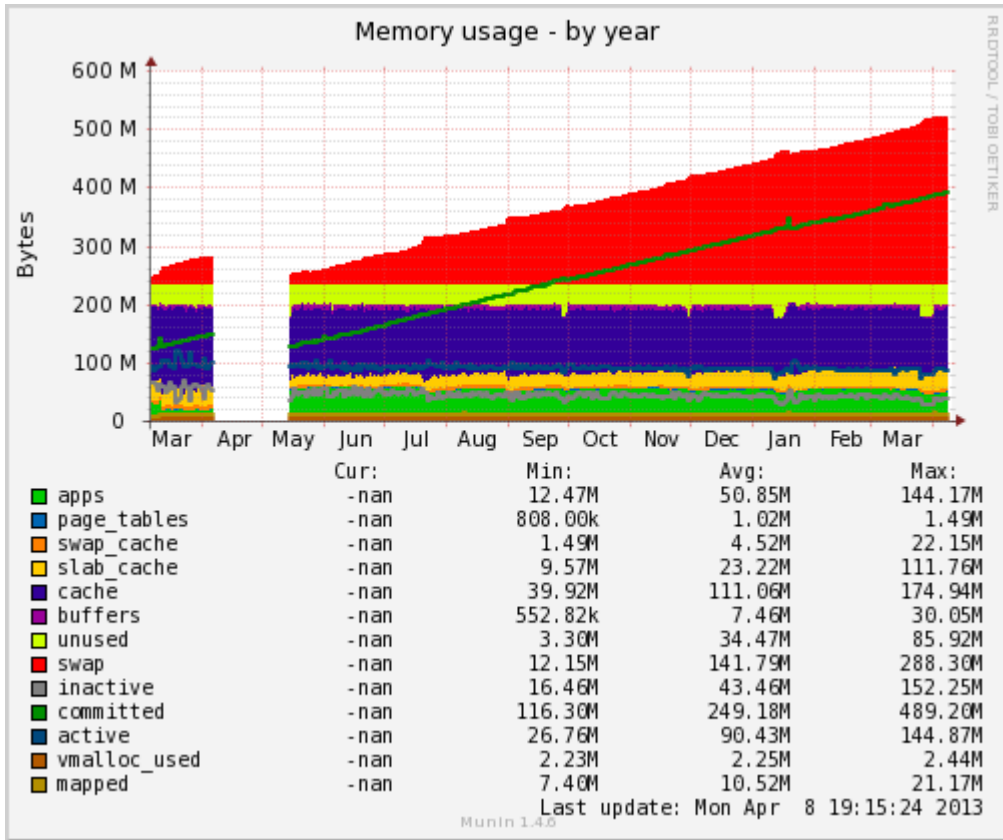 Memory usage - by year
RRDTOOL / TOBI OETIKER
Bytes
600 M
500 M
400 M
300 M
200 M
100 M
0
Mar Apr May Jun Jul Aug Sep Oct Nov Dec Jan Feb Mar
Cur: Min: Avg: Max:
apps -nan 12.47M 50.85M 144.17M
page_tables -nan 808.00k 1.02M 1.49M
swap_cache -nan 1.49M 4.52M 22.15M
slab_cache -nan 9.57M 23.22M 111.76M
cache -nan 39.92M 111.06M 174.94M
buffers -nan 552.82k 7.46M 30.05M
unused -nan 3.30M 34.47M 85.92M
swap -nan 12.15M 141.79M 288.30M
inactive -nan 16.46M 43.46M 152.25M
committed -nan 116.30M 249.18M 489.20M
active -nan 26.76M 90.43M 144.87M
vmalloc_used -nan 2.23M 2.25M 2.44M
mapped -nan 7.40M 10.52M 21.17M
Last update: Mon Apr 8 19:15:24 2013
Munin 1.4.6